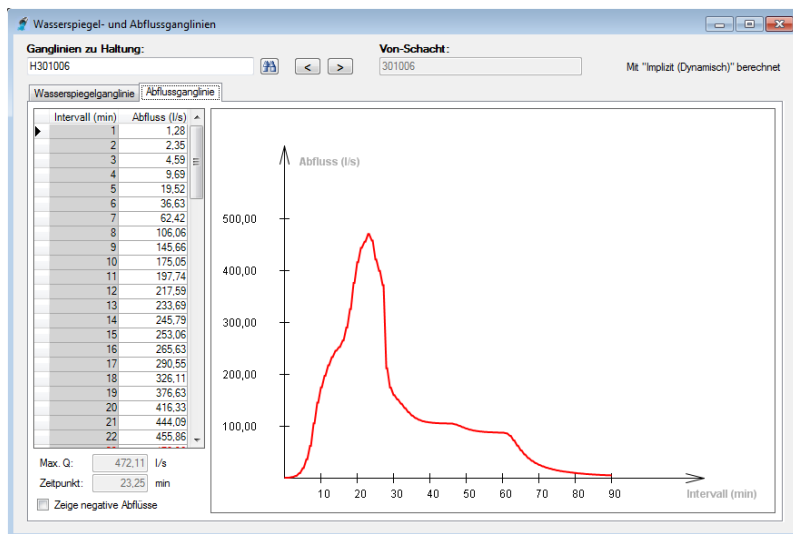 Wasserspiegel- und Abflussganglinien
Ganglinien zu Haltung: Von-Schacht:
H301006 < > 301006 Mit "Implizit (Dynamisch)" berechnet
Wasserspiegelganglinie Abflussganglinie
Intervall (min) Abfluss (l/s)
1 1,28
2 2,35
3 4,59
4 9,69
5 19,52
6 36,63
7 62,42
8 106,06
9 145,66
10 175,05
11 197,74
12 217,59
13 233,69
14 245,79
15 253,06
16 265,63
17 290,55
18 326,11
19 376,63
20 416,33
21 444,09
22 455,86
Max. Q: 472,11 l/s
Zeitpunkt: 23,25 min
Zeige negative Abflüsse
Abfluss (l/s)
500,00
400,00
300,00
200,00
100,00
10 20 30 40 50 60 70 80 90 Intervall (min)